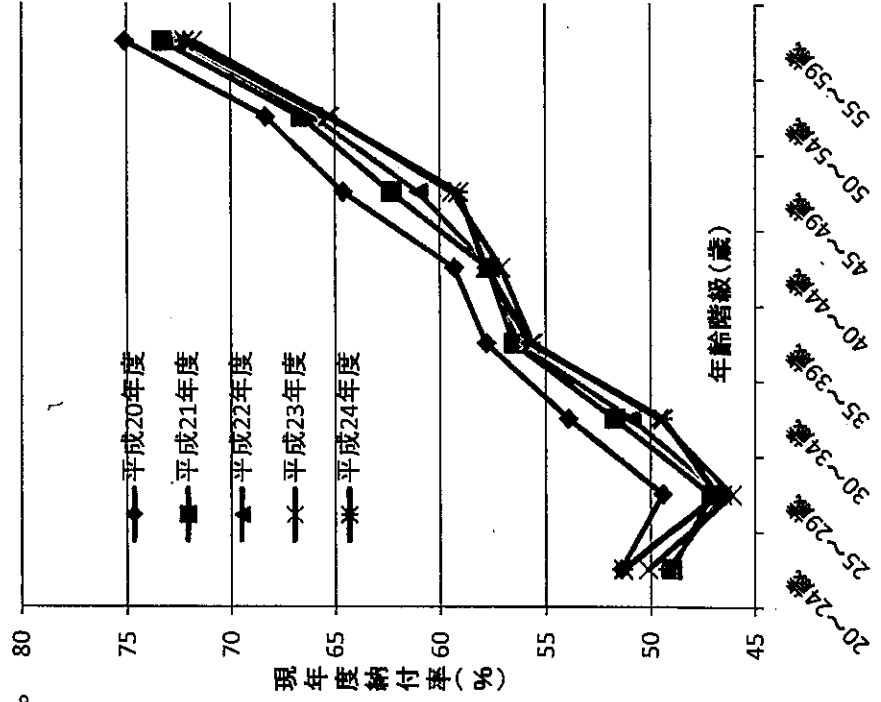 現年度納付率(%)
80
75
70
65
60
55
50
45
平成20年度
平成21年度
平成22年度
平成23年度
平成24年度
年齢階級(歳)
20～24歳
25～29歳
30～34歳
35～39歳
40～44歳
45～49歳
50～54歳
55～59歳